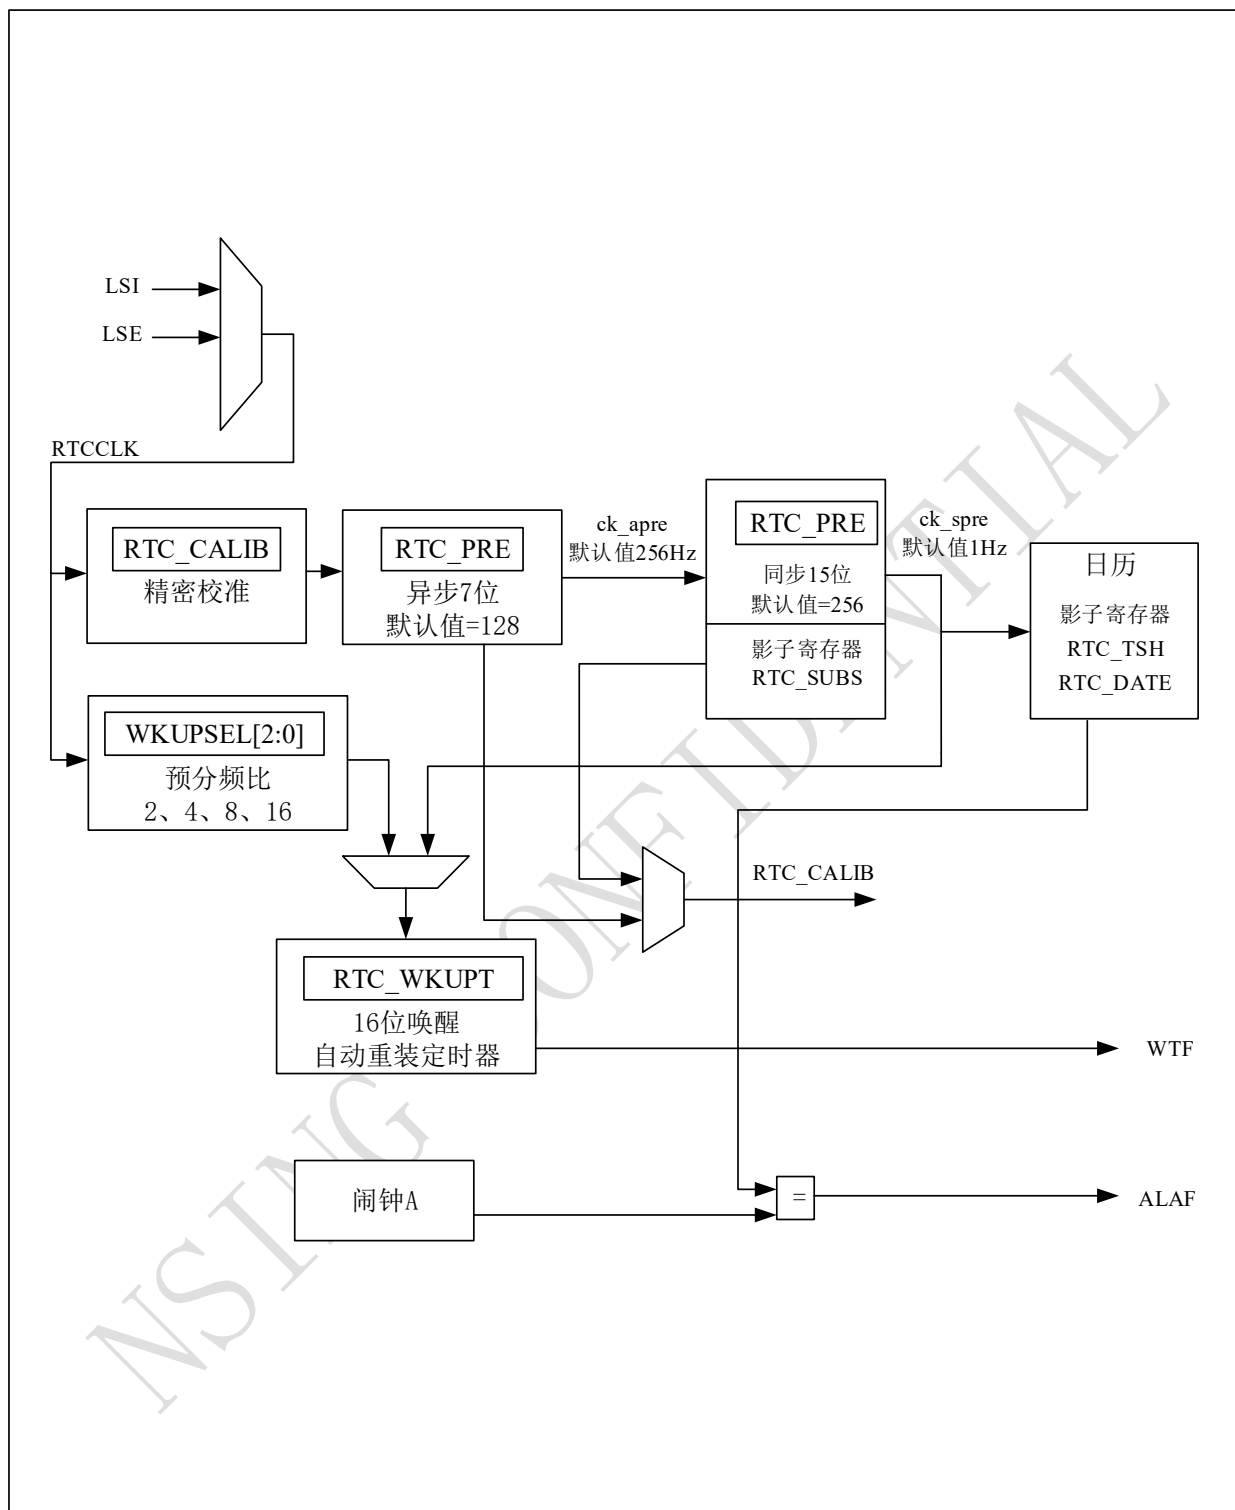 LSI
LSE
RTCCLK
RTC_CALIB
精密校准
RTC_PRE
异步7位
默认值=128
ck_apre
默认值256Hz
RTC_PRE
同步15位
默认值=256
影子寄存器
RTC_SUBS
ck_spre
默认值1Hz
日历
影子寄存器
RTC_TSH
RTC_DATE
WKUPSEL[2:0]
预分频比
2、4、8、16
RTC_CALIB
RTC_WKUPT
16位唤醒
自动重装定时器
WTF
闹钟A
=
ALAF
NSING CONFIDENTIAL